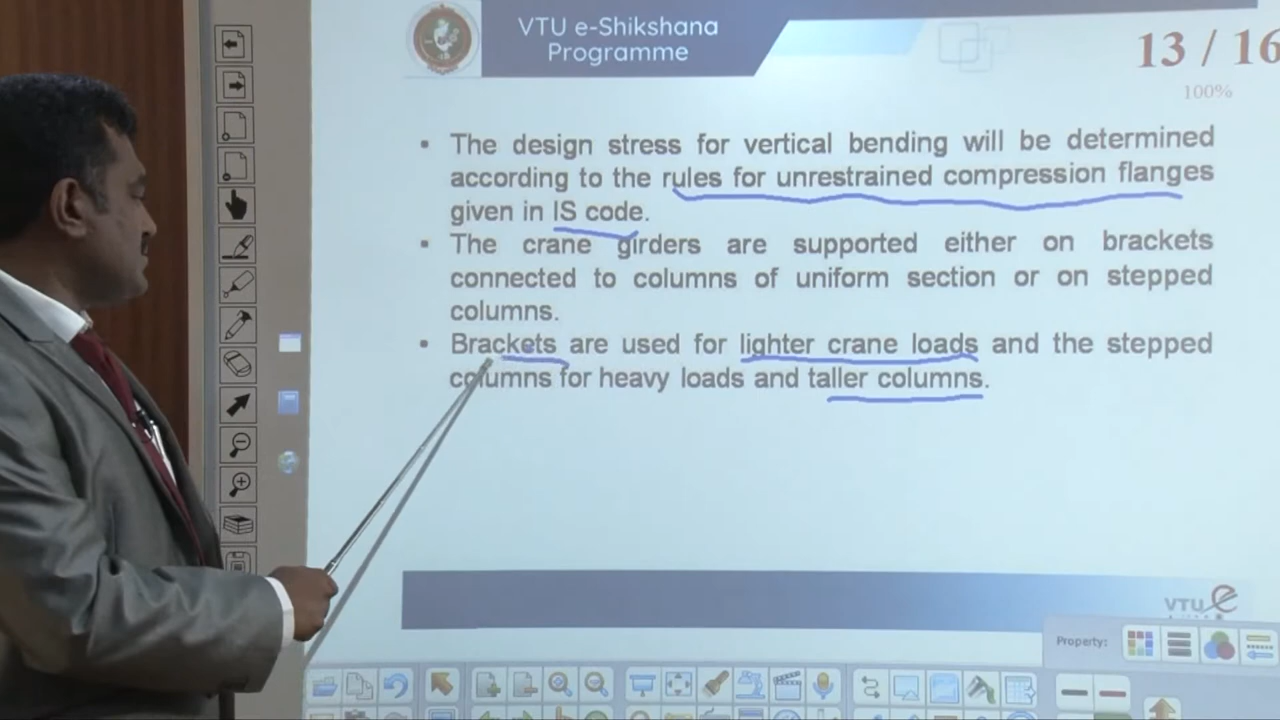 VTU e-Shikshana
Programme
13 / 16
100%
▪ The design stress for vertical bending will be determined
according to the rules for unrestrained compression flanges
given in IS code.
▪ The crane girders are supported either on brackets
connected to columns of uniform section or on stepped
columns.
▪ Brackets are used for lighter crane loads and the stepped
columns for heavy loads and taller columns.
VTU e
Property: